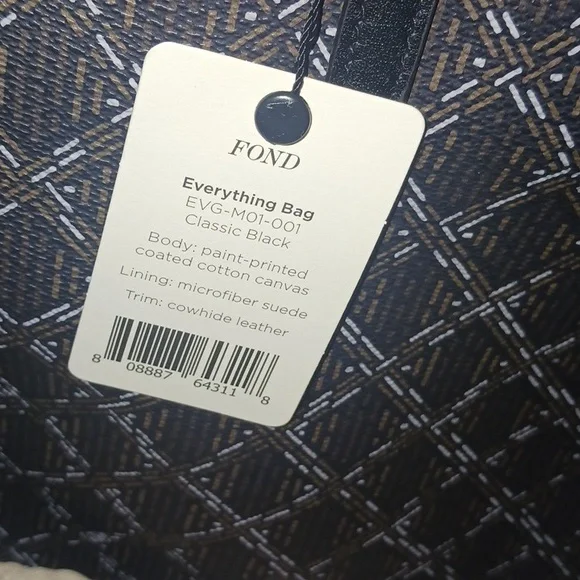 FOND
Everything Bag
EVG-M01-001
Classic Black
Body: paint-printed
coated cotton canvas
Lining: microfiber suede
Trim: cowhide leather
8 08887 64311 8